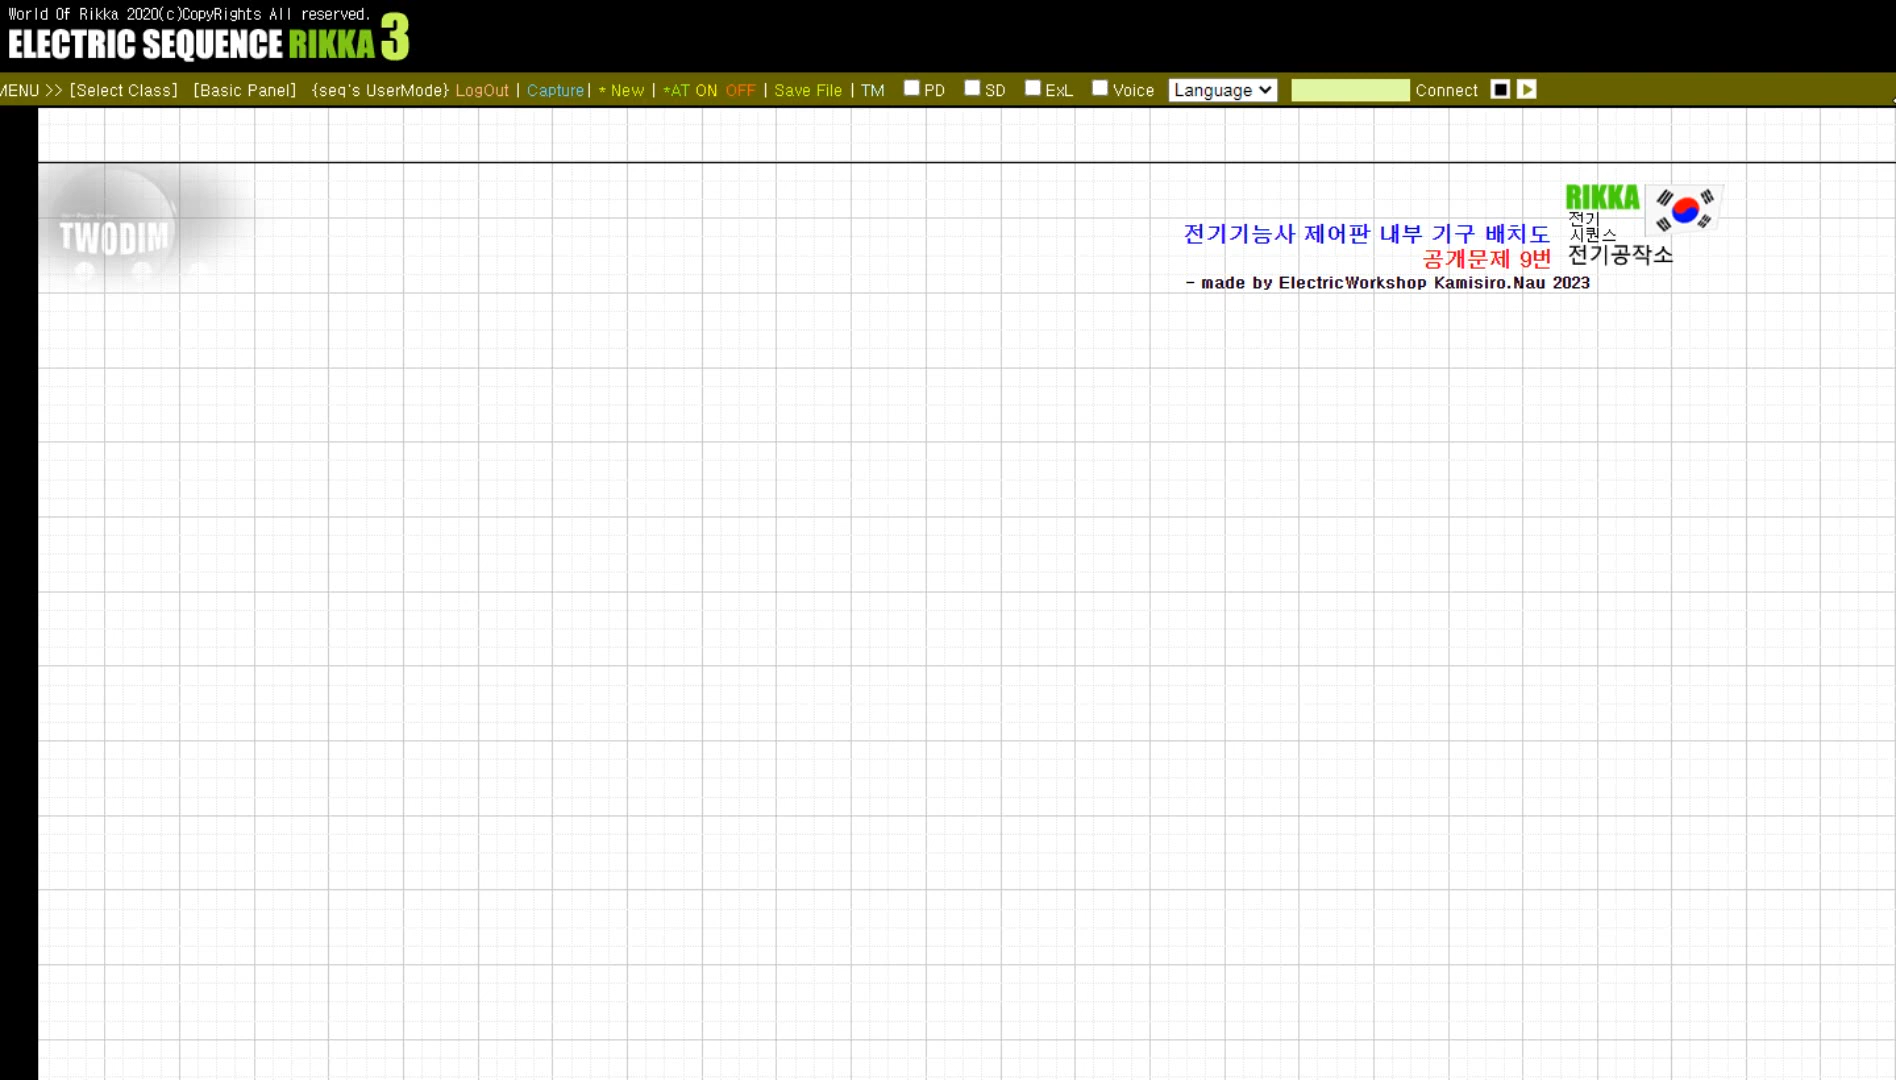 World Of Rikka 2020(c)CopyRights All reserved.
ELECTRIC SEQUENCE RIKKA 3
MENU >> [Select Class] [Basic Panel] {seq's UserMode} LogOut | Capture | * New | *AT ON OFF | Save File | TM PD SD ExL Voice Language Connect
TWODIM
RIKKA
전기
시퀀스
전기공작소
전기기능사 제어판 내부 기구 배치도
공개문제 9번
- made by ElectricWorkshop Kamisiro.Nau 2023